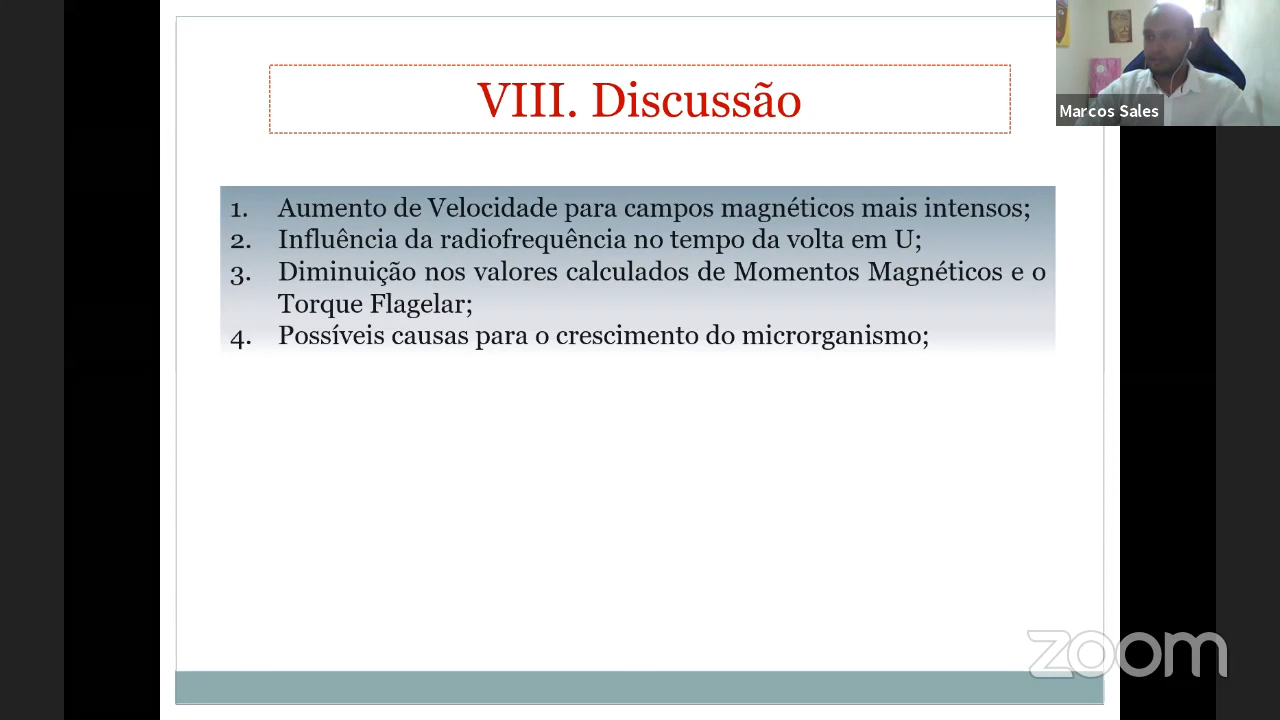 VIII. Discussão
Marcos Sales
1. Aumento de Velocidade para campos magnéticos mais intensos;
2. Influência da radiofrequência no tempo da volta em U;
3. Diminuição nos valores calculados de Momentos Magnéticos e o
Torque Flagelar;
4. Possíveis causas para o crescimento do microrganismo;
zoom